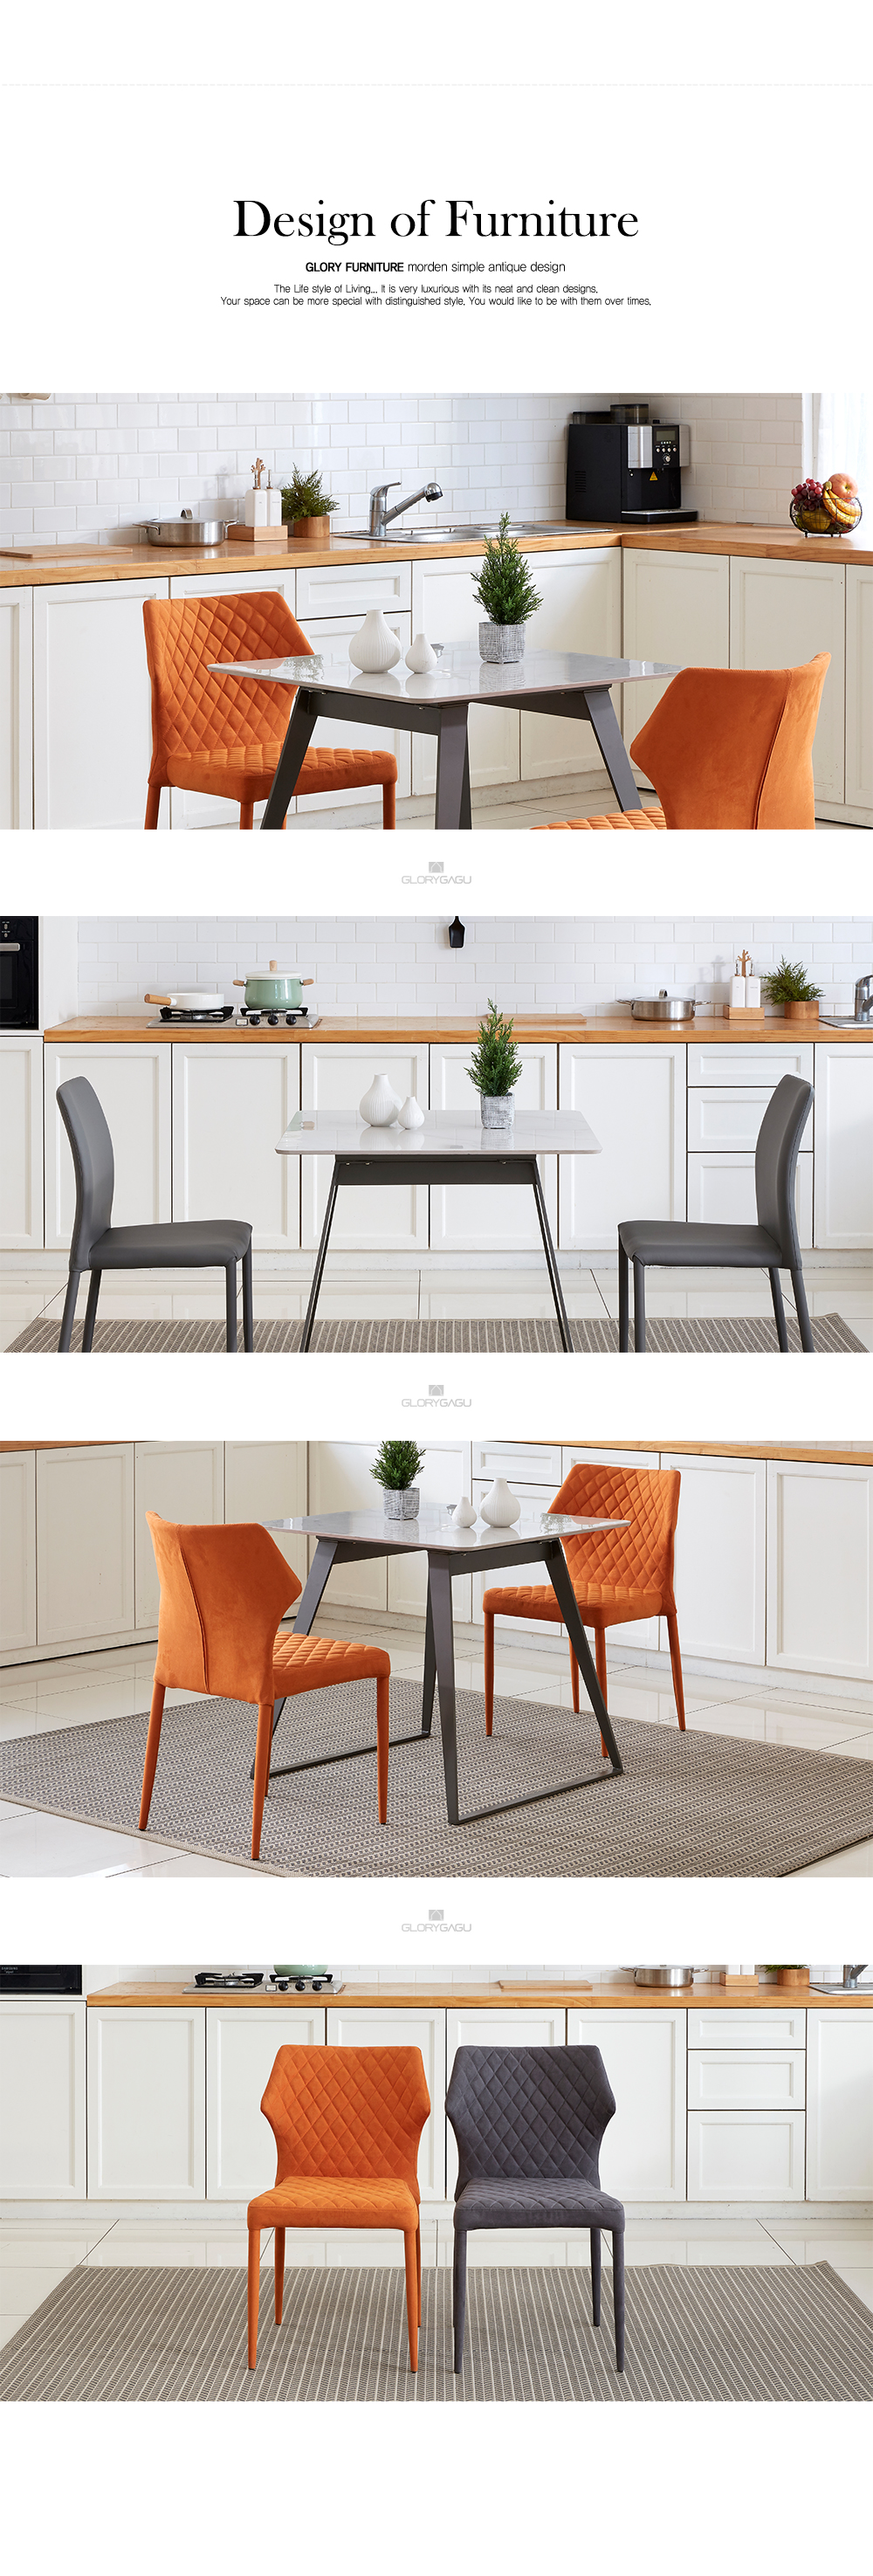 Design of Furniture
GLORY FURNITURE morden simple antique design
The Life style of Living... It is very luxurious with its neat and clean designs.
Your space can be more special with distinguished style. You would like to be with them over times.
GLORYGAGU
GLORYGAGU
GLORYGAGU